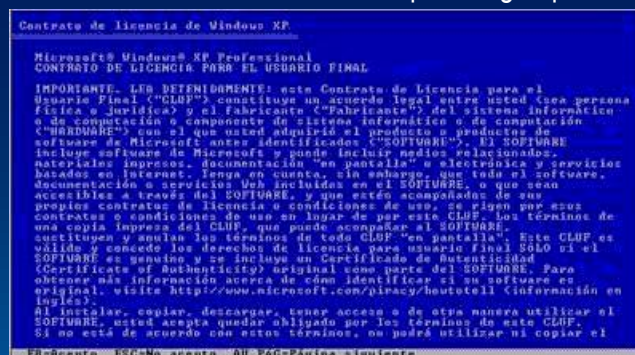 Contrato de licencia de Windows XP
Microsoft® Windows® XP Professional
CONTRATO DE LICENCIA PARA EL USUARIO FINAL
IMPORTANTE. LEA DETENIDAMENTE: este Contrato de Licencia para el
Usuario Final ("CLUF") constituye un acuerdo legal entre usted (sea persona
física o jurídica) y el Fabricante ("Fabricante") del sistema informático
o de computación o componente de sistema informático o de computación
("HARDWARE") con el que usted adquirió el producto o productos de
software de Microsoft antes identificados ("SOFTWARE"). El SOFTWARE
incluye software de Microsoft y puede incluir medios relacionados,
materiales impresos, documentación "en pantalla" o electrónica y servicios
basados en Internet. Tenga en cuenta, sin embargo, que todo el software,
documentación o servicios Web incluidas en el SOFTWARE, o que sean
accesibles a través del SOFTWARE, y que estén acompañados de sus
propios contratos de licencia o condiciones de uso, se rigen por esos
contratos o condiciones de uso en lugar de por este CLUF. Los términos de
una copia impresa del CLUF, que puede acompañar al SOFTWARE,
sustituyen y anulan los términos de todo CLUF "en pantalla". Este CLUF es
válido y concede los derechos de licencia para usuario final SÓLO si el
SOFTWARE es genuino y se incluye un Certificado de Autenticidad
(Certificate of Authenticity) original como parte del SOFTWARE. Para
obtener más información acerca de cómo identificar si su software es
original, visite http://www.microsoft.com/piracy/howtotell (información en
inglés).
Al instalar, copiar, descargar, tener acceso o de otra manera utilizar el
SOFTWARE, usted acepta quedar obligado por los términos de este CLUF.
Si no está de acuerdo con estos términos, no podrá utilizar ni copiar el
F8=Acepto ESC=No acepto AV PÁG=Página siguiente